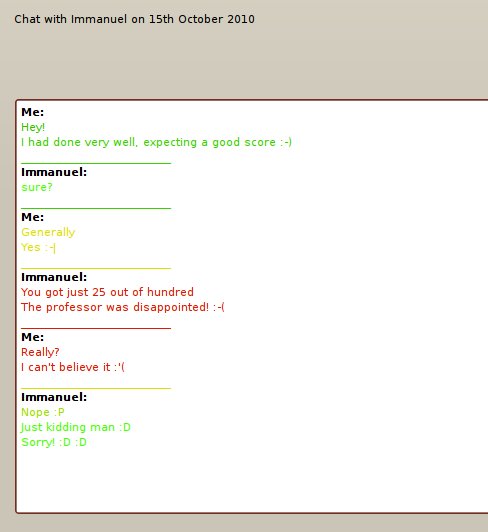 Chat with Immanuel on 15th October 2010
Me:
Hey!
I had done very well, expecting a good score :-)
Immanuel:
sure?
Me:
Generally
Yes :-|
Immanuel:
You got just 25 out of hundred
The professor was disappointed! :-(
Me:
Really?
I can't believe it :'(
Immanuel:
Nope :P
Just kidding man :D
Sorry! :D :D